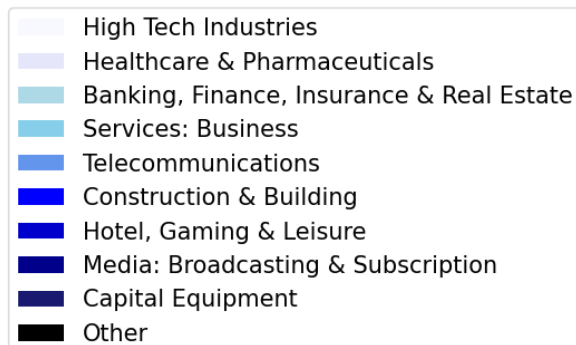 High Tech Industries
Healthcare & Pharmaceuticals
Banking, Finance, Insurance & Real Estate
Services: Business
Telecommunications
Construction & Building
Hotel, Gaming & Leisure
Media: Broadcasting & Subscription
Capital Equipment
Other